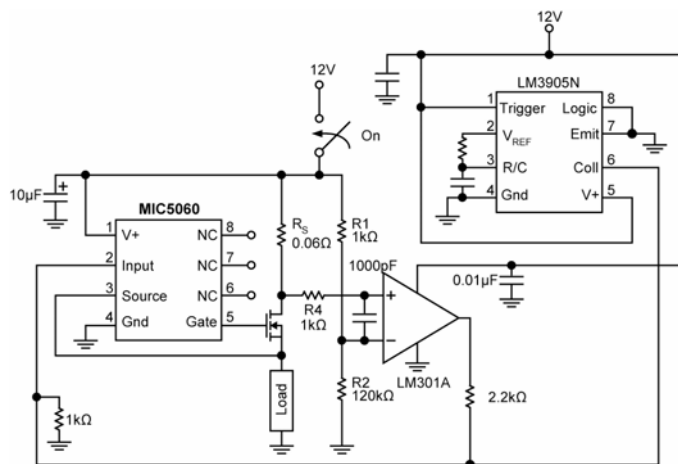 12V
12V
On
LM3905N
1 Trigger Logic 8
2 VREF Emit 7
3 R/C Coll 6
4 Gnd V+ 5
10µF +
MIC5060
1 V+ NC 8
2 Input NC 7
3 Source NC 6
4 Gnd Gate 5
RS
0.06Ω
R1
1kΩ
1000pF
R4
1kΩ
+
−
LM301A
0.01µF
R2
120kΩ
2.2kΩ
Load
1kΩ